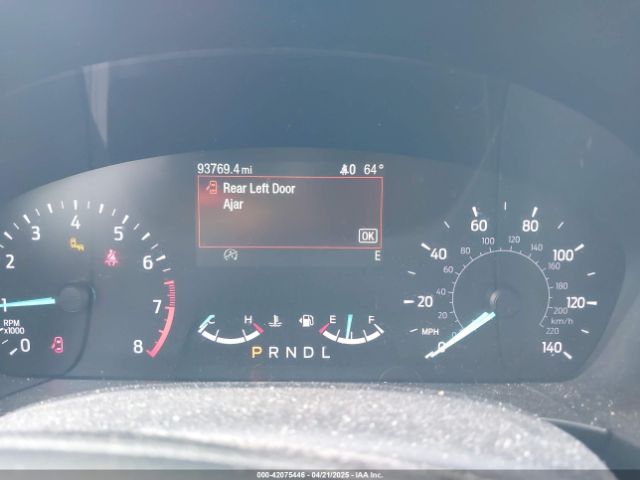 93769.4 mi 0 64°
Rear Left Door
Ajar
OK
E
0 1 2 3 4 5 6 7 8
RPM
x1000
C H E F
P R N D L
0 20 40 60 80 100 120 140
MPH
20 40 60 80 100 120 140 160 200 220
km/h
000-42075446 - 04/21/2025 - IAA Inc.